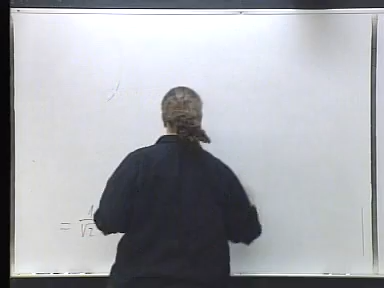 = 1/√2